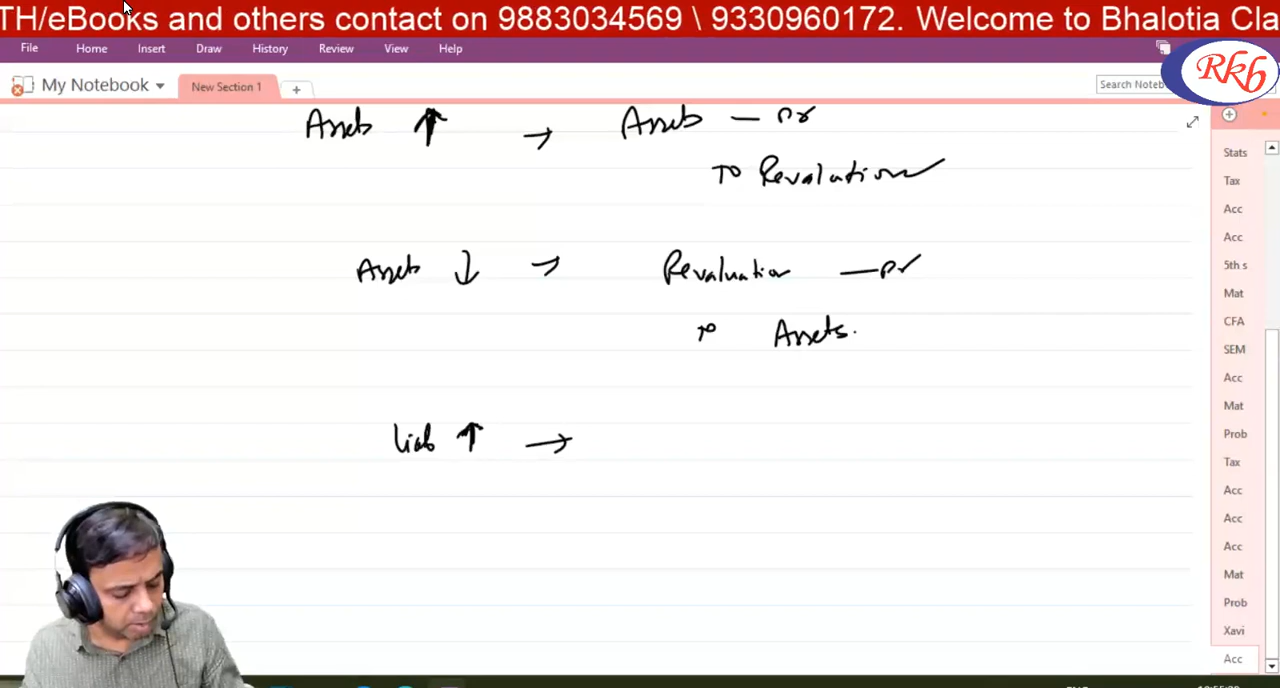 TH/eBooks and others contact on 9883034569 \ 9330960172. Welcome to Bhalotia Cla
File Home Insert Draw History Review View Help
Rkb
My Notebook New Section 1 + Search Noteb
Assets ↑ → Assets — Dr
To Revaluation
Assets ↓ → Revaluation — Dr
To Assets.
Liab ↑ →
Stats
Tax
Acc
Acc
5th s
Mat
CFA
SEM
Acc
Mat
Prob
Tax
Acc
Acc
Acc
Mat
Prob
Xavi
Acc